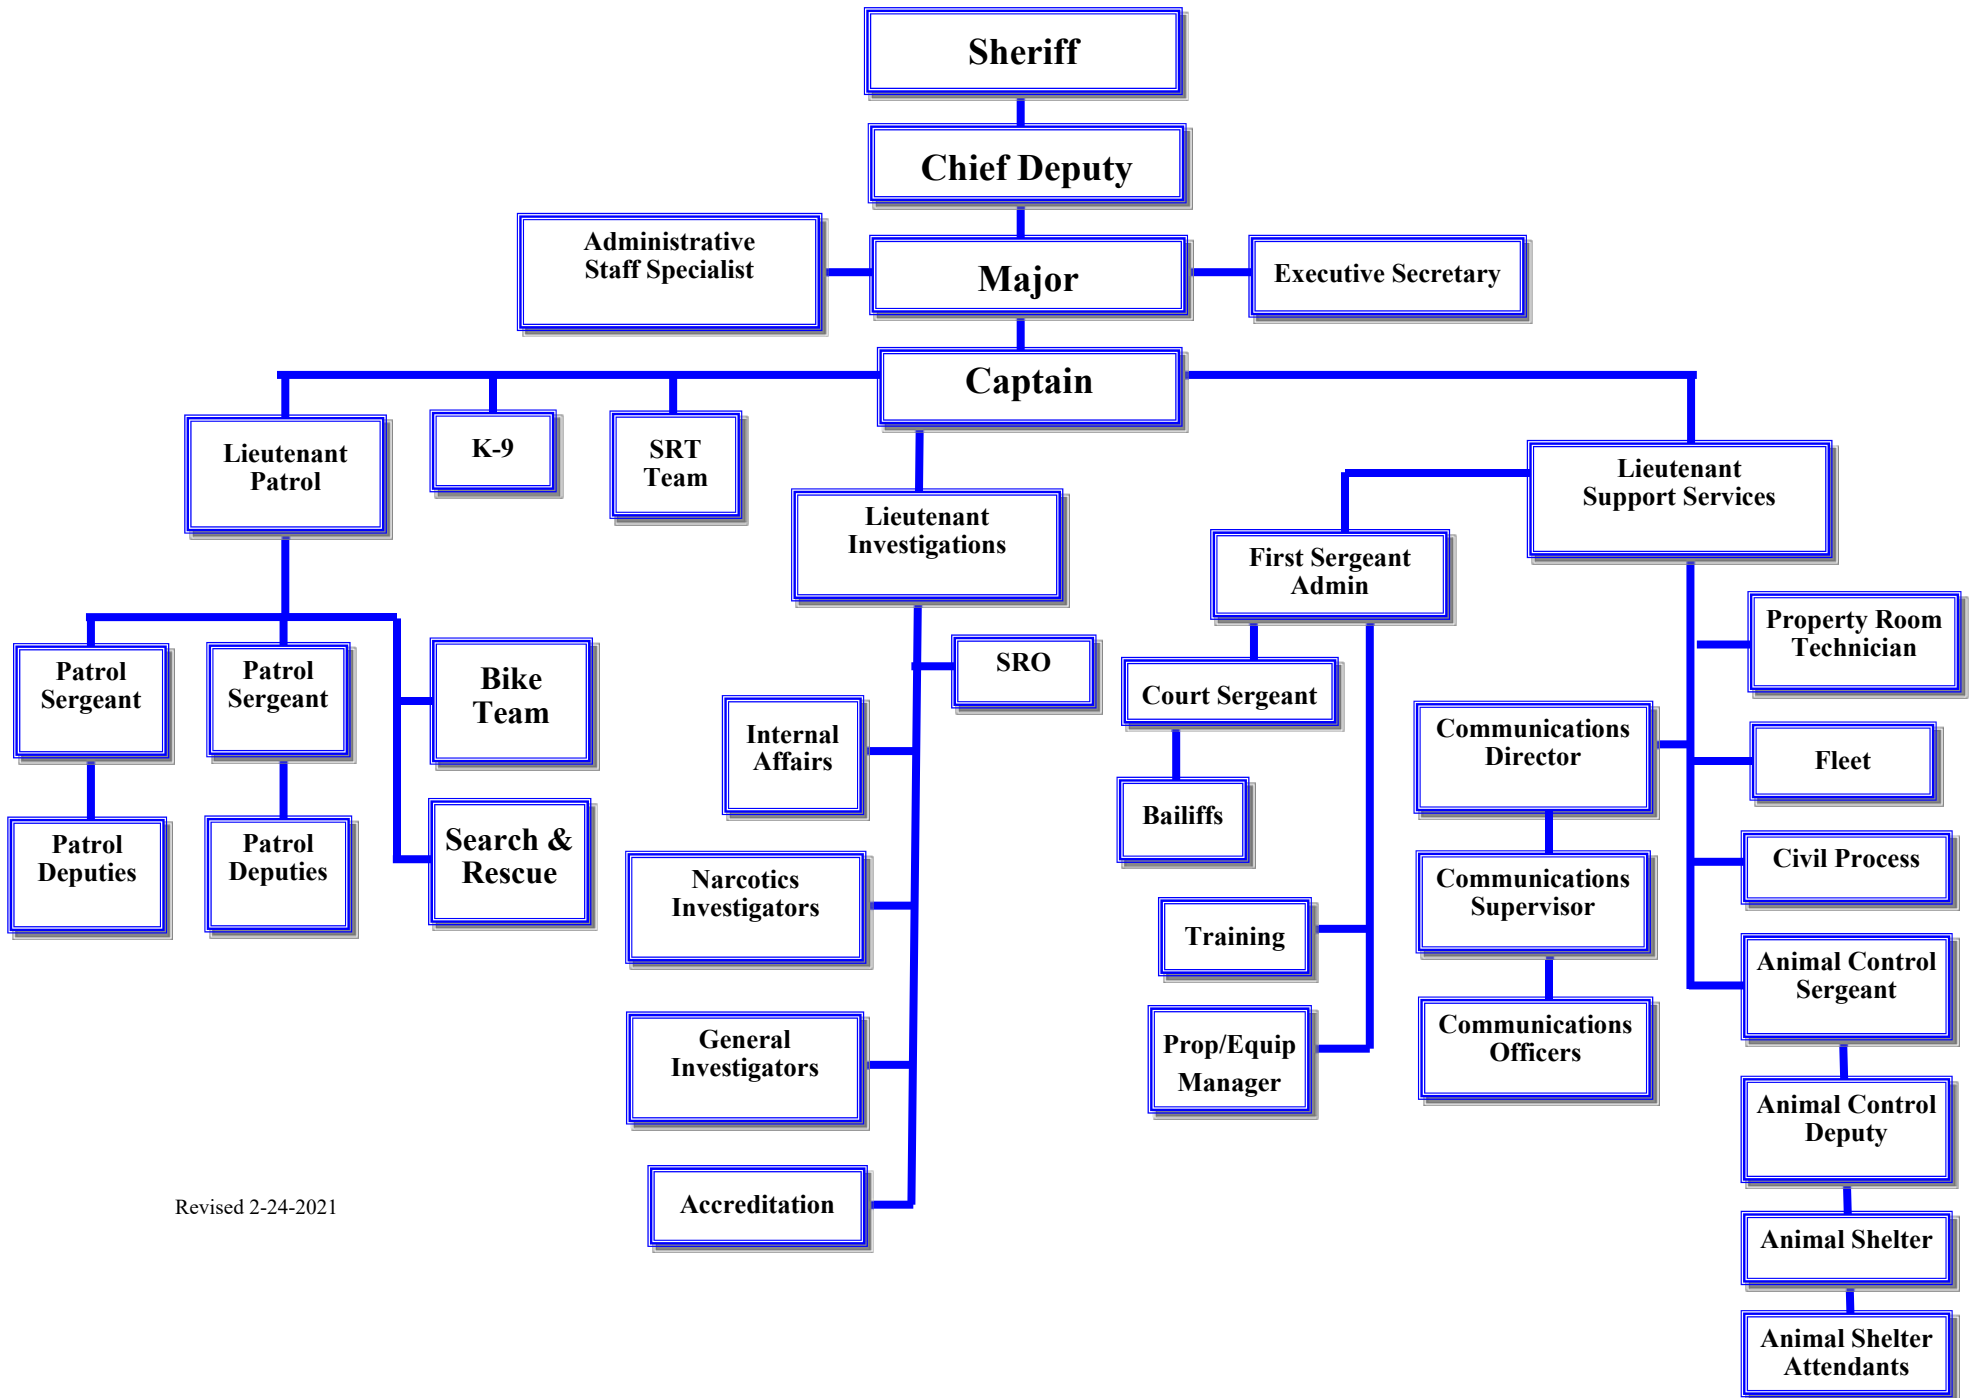 Sheriff
Chief Deputy
Administrative
Staff Specialist
Major
Executive Secretary
Captain
Lieutenant
Patrol
K-9
SRT
Team
Lieutenant
Investigations
Lieutenant
Support Services
First Sergeant
Admin
Patrol
Sergeant
Patrol
Sergeant
Bike
Team
Patrol
Deputies
Patrol
Deputies
Search &
Rescue
SRO
Internal
Affairs
Narcotics
Investigators
General
Investigators
Accreditation
Court Sergeant
Bailiffs
Training
Prop/Equip
Manager
Communications
Director
Communications
Supervisor
Communications
Officers
Property Room
Technician
Fleet
Civil Process
Animal Control
Sergeant
Animal Control
Deputy
Animal Shelter
Animal Shelter
Attendants
Revised 2-24-2021